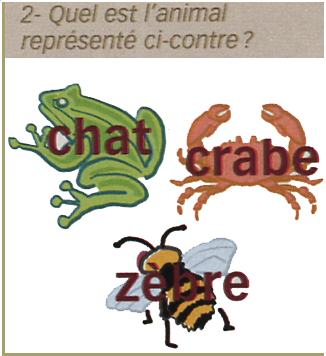 2- Quel est l'animal
représenté ci-contre ?
chat
crabe
zèbre